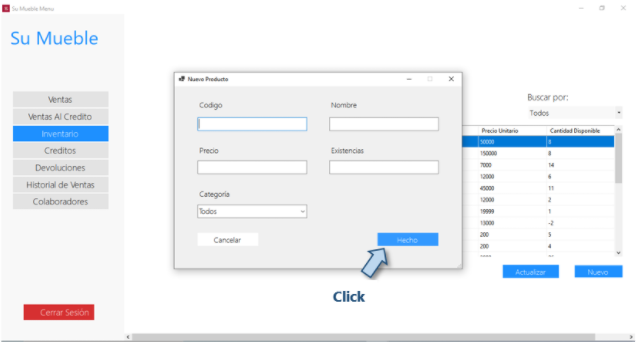 Su Mueble Menu
Su Mueble
Ventas
Ventas Al Credito
Inventario
Creditos
Devoluciones
Historial de Ventas
Colaboradores
Cerrar Sesión
Nuevo Producto
Codigo
Nombre
Precio
Existencias
Categoría
Todos
Cancelar
Hecho
Click
Buscar por:
Todos
Precio Unitario Cantidad Disponible
50000 8
150000 8
7000 14
12000 6
45000 11
12000 2
19999 1
13000 -2
200 5
200 4
Actualizar Nuevo